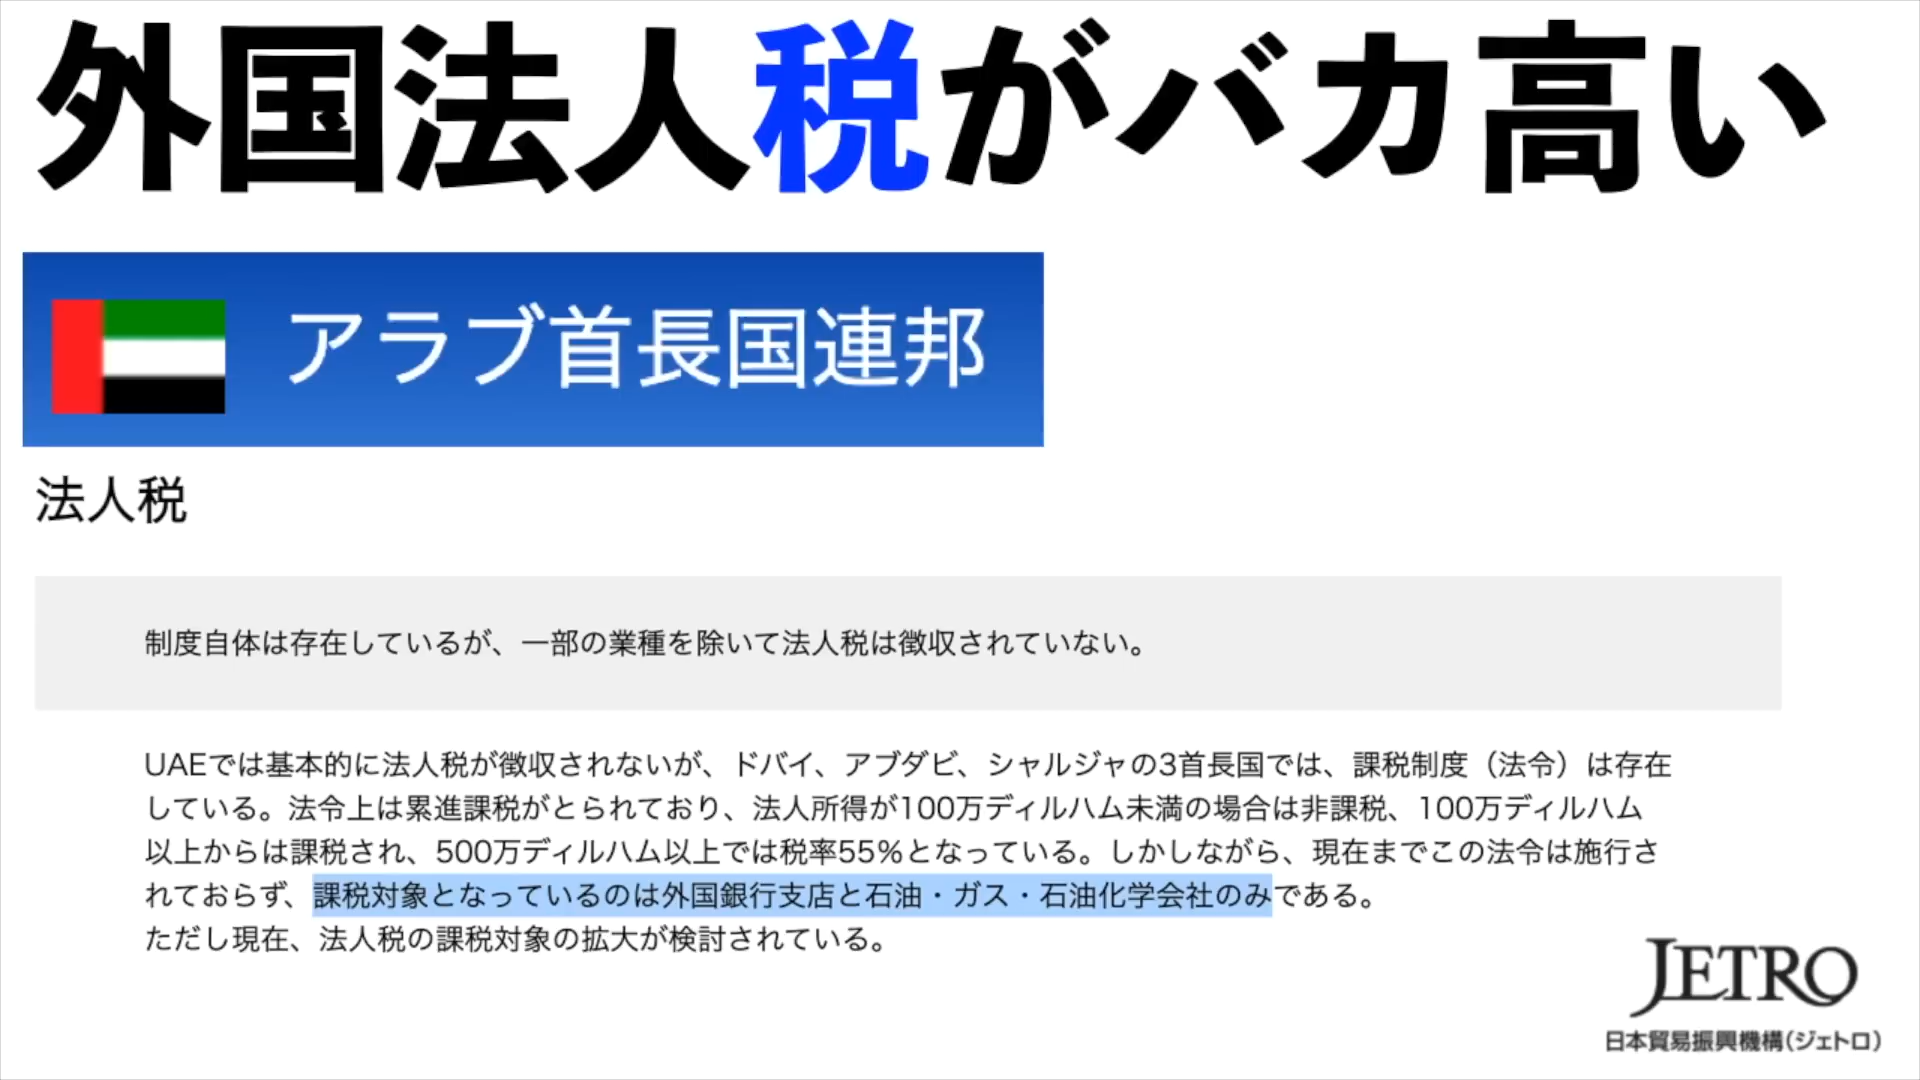 外国法人税がバカ高い
アラブ首長国連邦
法人税
制度自体は存在しているが、一部の業種を除いて法人税は徴収されていない。
UAEでは基本的に法人税が徴収されないが、ドバイ、アブダビ、シャルジャの3首長国では、課税制度（法令）は存在
している。法令上は累進課税がとられており、法人所得が100万ディルハム未満の場合は非課税、100万ディルハム
以上からは課税され、500万ディルハム以上では税率55%となっている。しかしながら、現在までこの法令は施行さ
れておらず、課税対象となっているのは外国銀行支店と石油・ガス・石油化学会社のみである。
ただし現在、法人税の課税対象の拡大が検討されている。
JETRO
日本貿易振興機構(ジェトロ)